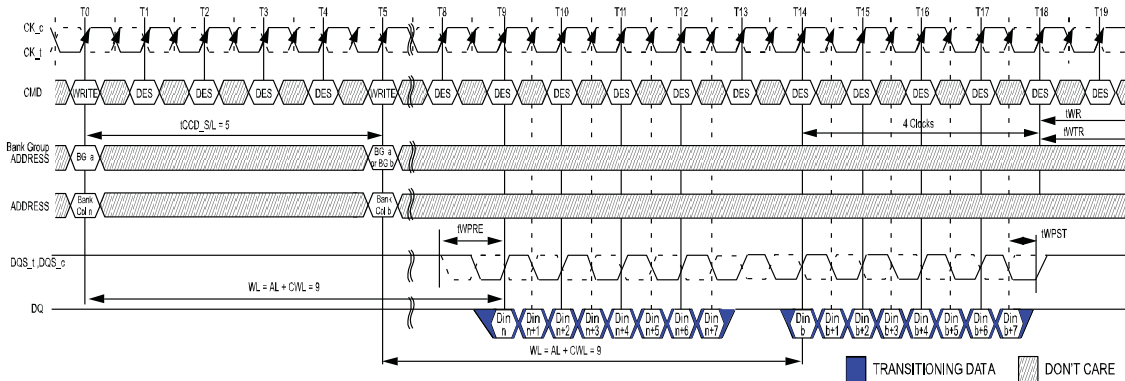 T0 T1 T2 T3 T4 T5 T8 T9 T10 T11 T12 T13 T14 T15 T16 T17 T18 T19
CK_c
CK_t
CMD WRITE DES DES DES DES WRITE DES DES DES DES DES DES DES DES DES DES DES DES
tWR
tCCD_S/L = 5
4 Clocks
tWTR
Bank Group
ADDRESS
BG a
BG a
or BG b
ADDRESS
Bank
Col n
Bank
Col b
tWPRE
tWPST
DQS_t,DQS_c
WL = AL + CWL = 9
DQ
Din
n
Din
n+1
Din
n+2
Din
n+3
Din
n+4
Din
n+5
Din
n+6
Din
n+7
Din
b
Din
b+1
Din
b+2
Din
b+3
Din
b+4
Din
b+5
Din
b+6
Din
b+7
WL = AL + CWL = 9
TRANSITIONING DATA
DON'T CARE